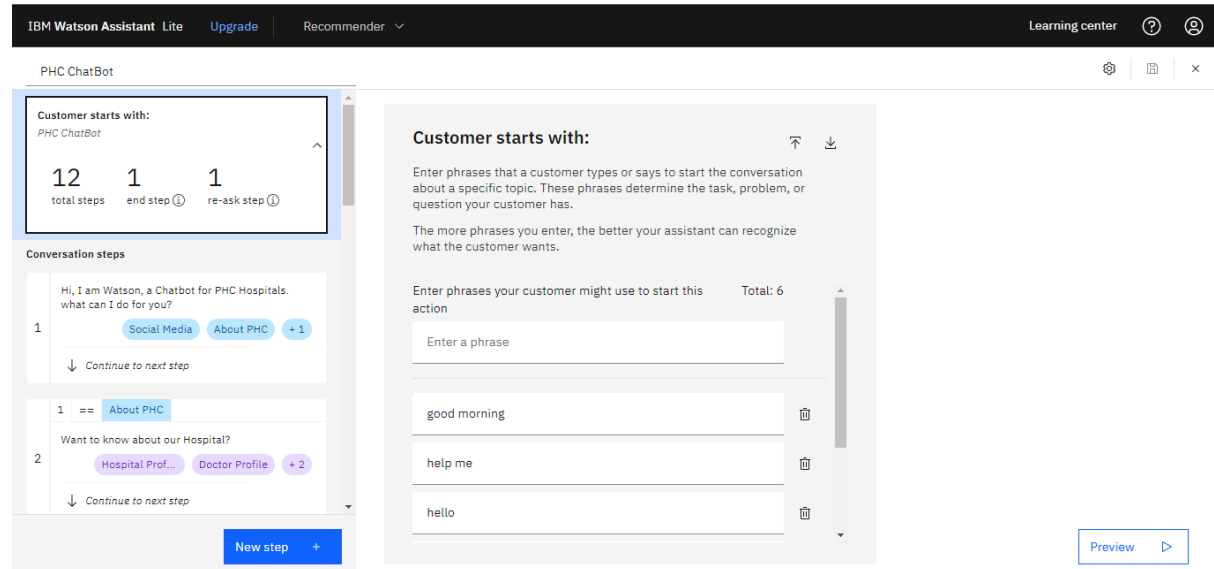 IBM Watson Assistant Lite Upgrade Recommender Learning center
PHC ChatBot
Customer starts with:
PHC ChatBot
12 1 1
total steps end step re-ask step
Conversation steps
Hi, I am Watson, a Chatbot for PHC Hospitals.
what can I do for you?
1 Social Media About PHC + 1
Continue to next step
1 == About PHC
Want to know about our Hospital?
2 Hospital Prof... Doctor Profile + 2
Continue to next step
New step +
Customer starts with:
Enter phrases that a customer types or says to start the conversation
about a specific topic. These phrases determine the task, problem, or
question your customer has.
The more phrases you enter, the better your assistant can recognize
what the customer wants.
Enter phrases your customer might use to start this Total: 6
action
Enter a phrase
good morning
help me
hello
Preview